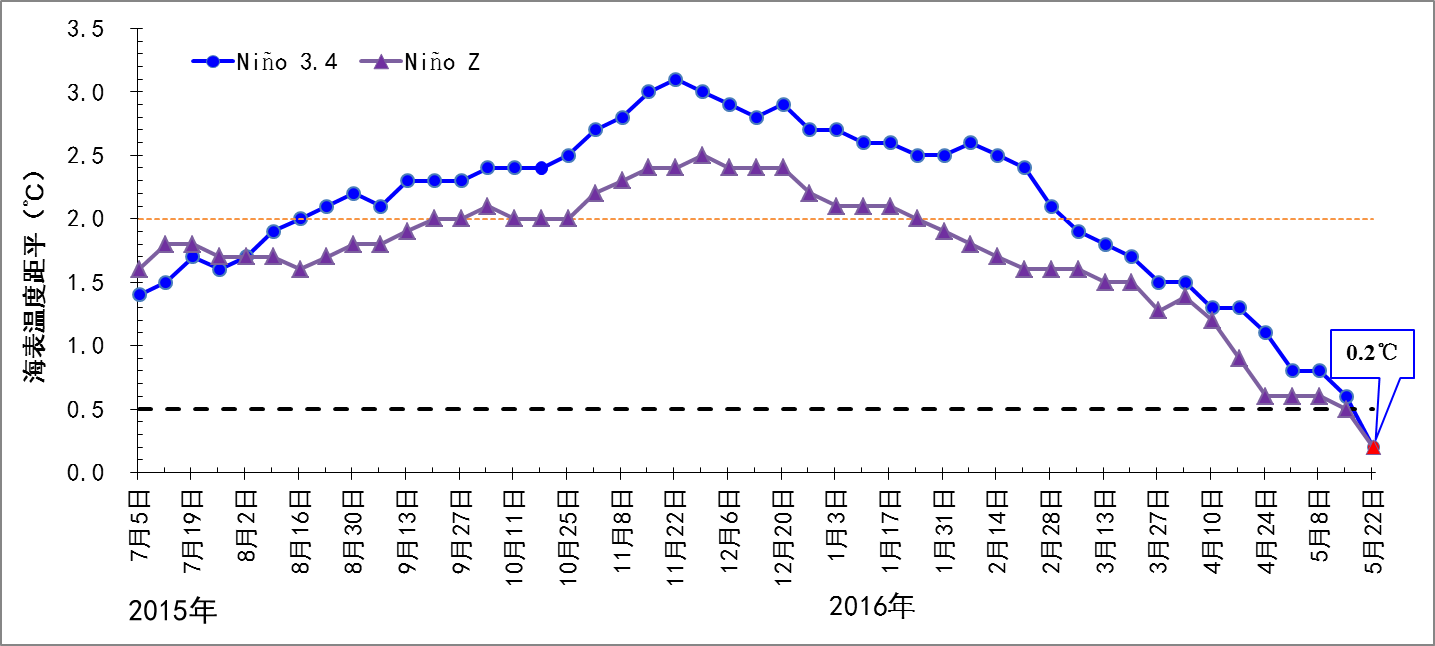 3.5
3.0
2.5
2.0
1.5
1.0
0.5
0.0
海表温度距平（℃）
Niño 3.4
Niño Z
0.2℃
7月5日
7月19日
8月2日
8月16日
8月30日
9月13日
9月27日
10月11日
10月25日
11月8日
11月22日
12月6日
12月20日
1月3日
1月17日
1月31日
2月14日
2月28日
3月13日
3月27日
4月10日
4月24日
5月8日
5月22日
2015年
2016年